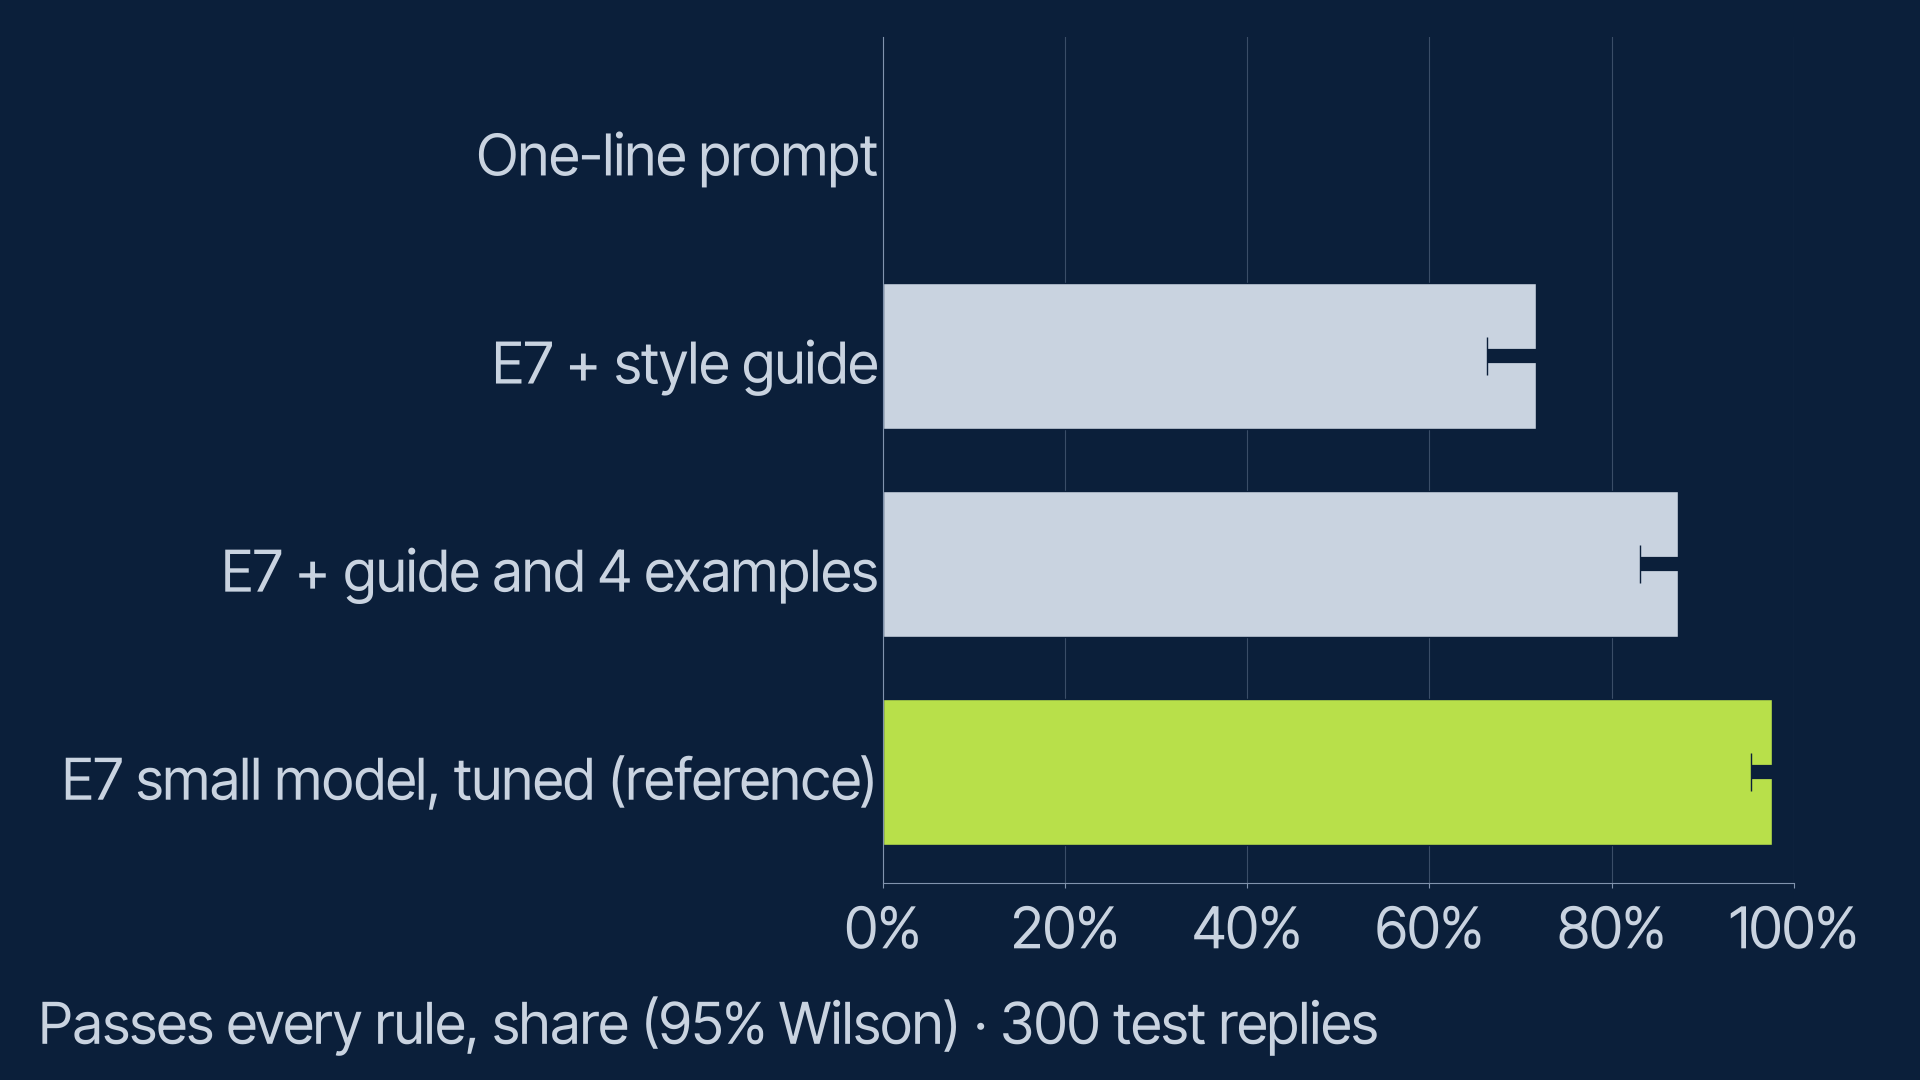 One-line prompt
E7 + style guide
E7 + guide and 4 examples
E7 small model, tuned (reference)
0% 20% 40% 60% 80% 100%
Passes every rule, share (95% Wilson) · 300 test replies